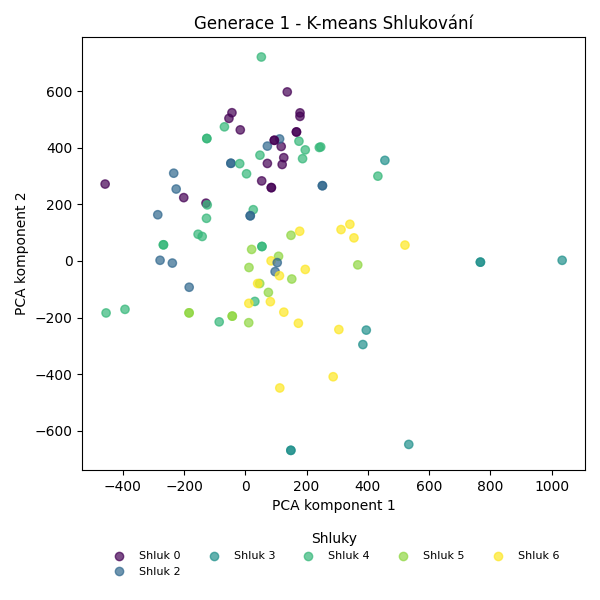 Generace 1 - K-means Shlukování
PCA komponent 2
600
400
200
0
−200
−400
−600
−400
−200
0
200
400
600
800
1000
PCA komponent 1
Shluky
Shluk 0
Shluk 2
Shluk 3
Shluk 4
Shluk 5
Shluk 6